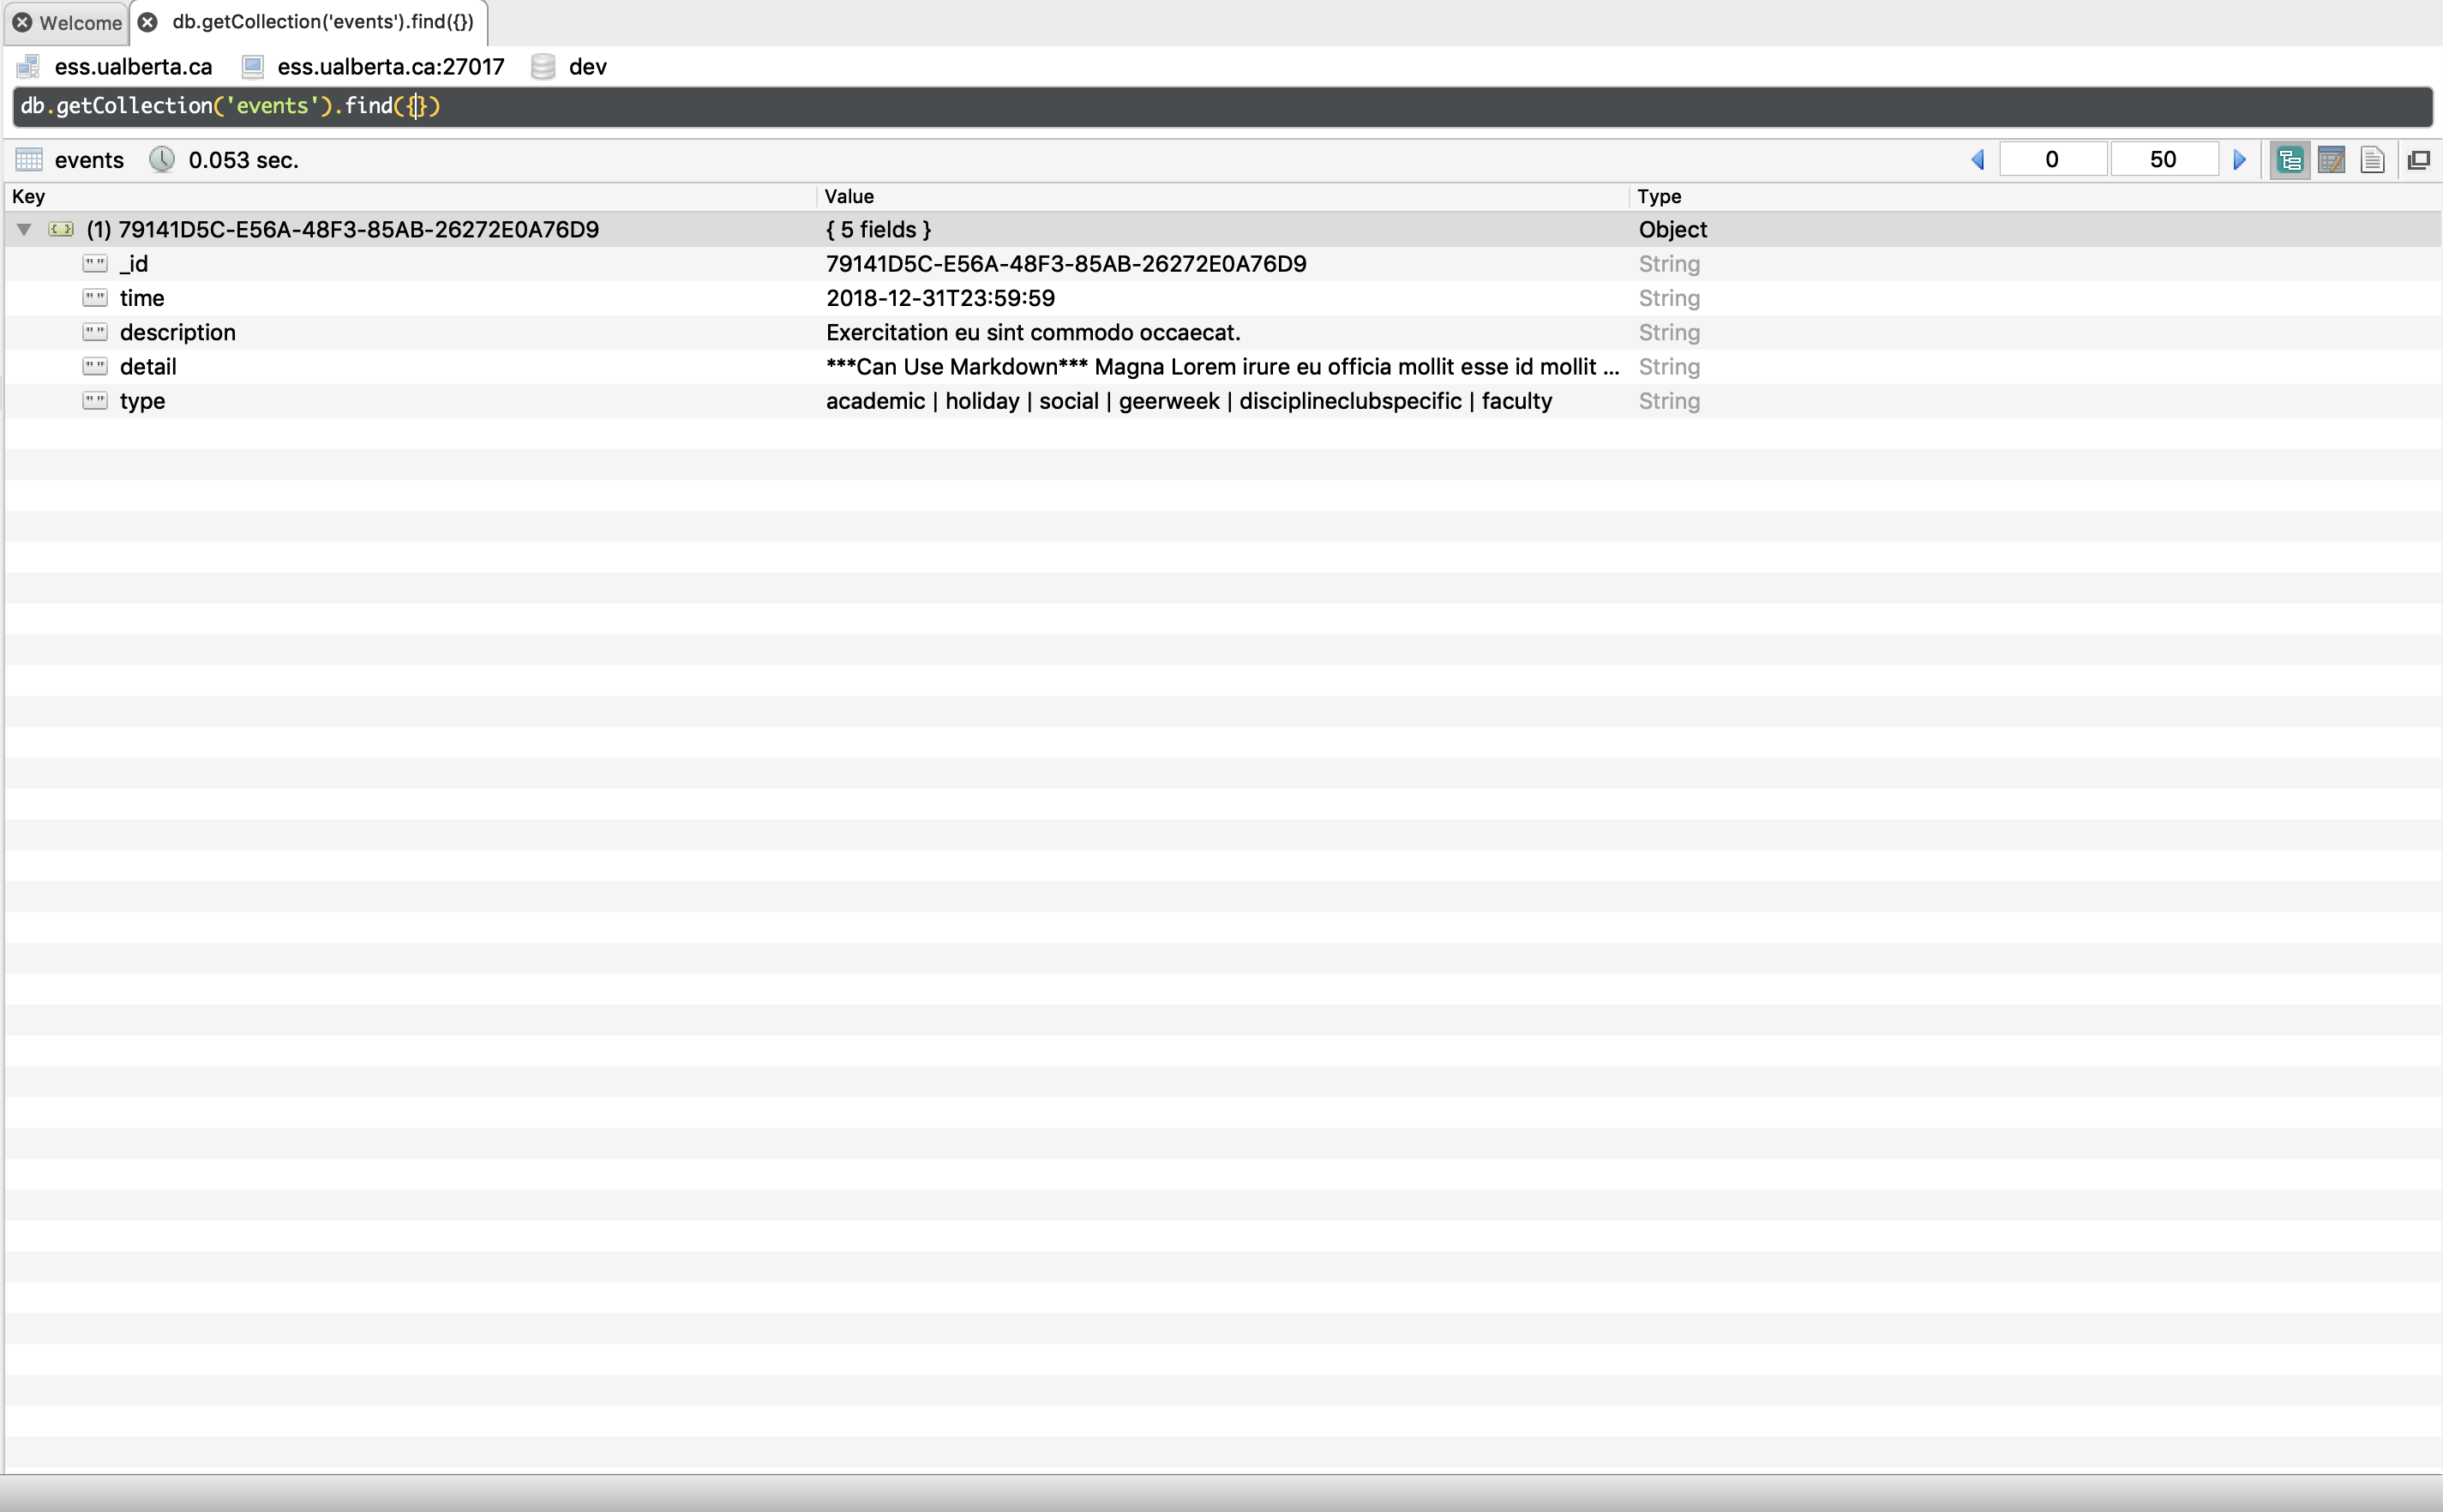 Welcome db.getCollection('events').find({})
ess.ualberta.ca ess.ualberta.ca:27017 dev
db.getCollection('events').find({})
events 0.053 sec. 0 50
Key Value Type
(1) 79141D5C-E56A-48F3-85AB-26272E0A76D9 { 5 fields } Object
_id 79141D5C-E56A-48F3-85AB-26272E0A76D9 String
time 2018-12-31T23:59:59 String
description Exercitation eu sint commodo occaecat. String
detail ***Can Use Markdown*** Magna Lorem irure eu officia mollit esse id mollit ... String
type academic | holiday | social | geerweek | disciplineclubspecific | faculty String